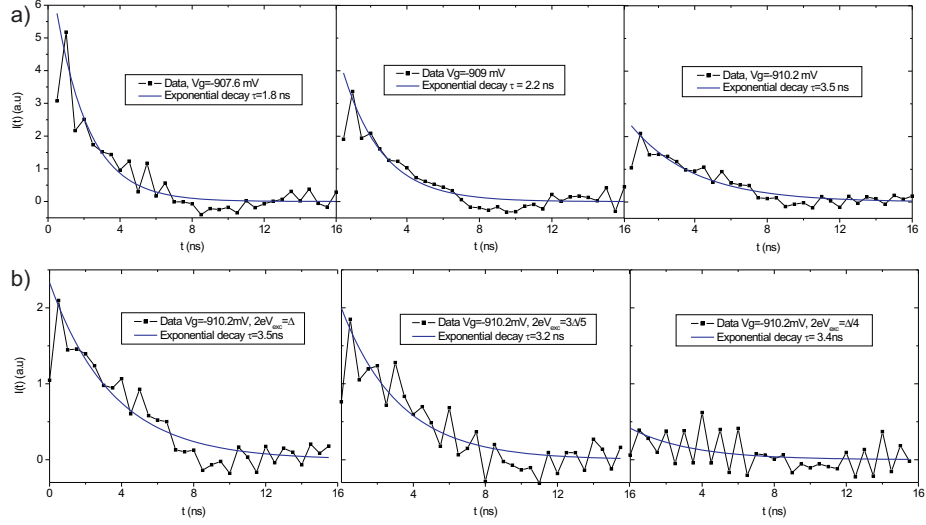 a)
I(t) (a.u)
6
5
4
3
2
1
0
Data, Vg=-907.6 mV
Exponential decay τ=1.8 ns
Data Vg=-909 mV
Exponential decay τ = 2.2 ns
Data, Vg=-910.2 mV
Exponential decay τ=3.5 ns
0 4 8 12 16
4 8 12 16
4 8 12 16
t (ns)
t (ns)
t (ns)
b)
I(t) (a.u)
2
1
0
Data Vg=-910.2mV, 2eVexc=Δ
Exponential decay τ=3.5ns
Data Vg=-910.2mV, 2eVexc=3Δ/5
Exponential decay τ=3.2 ns
Data Vg=-910.2mV, 2eVexc=Δ/4
Exponential decay τ= 3.4ns
0 4 8 12 16
4 8 12 16
4 8 12 16
t (ns)
t (ns)
t (ns)